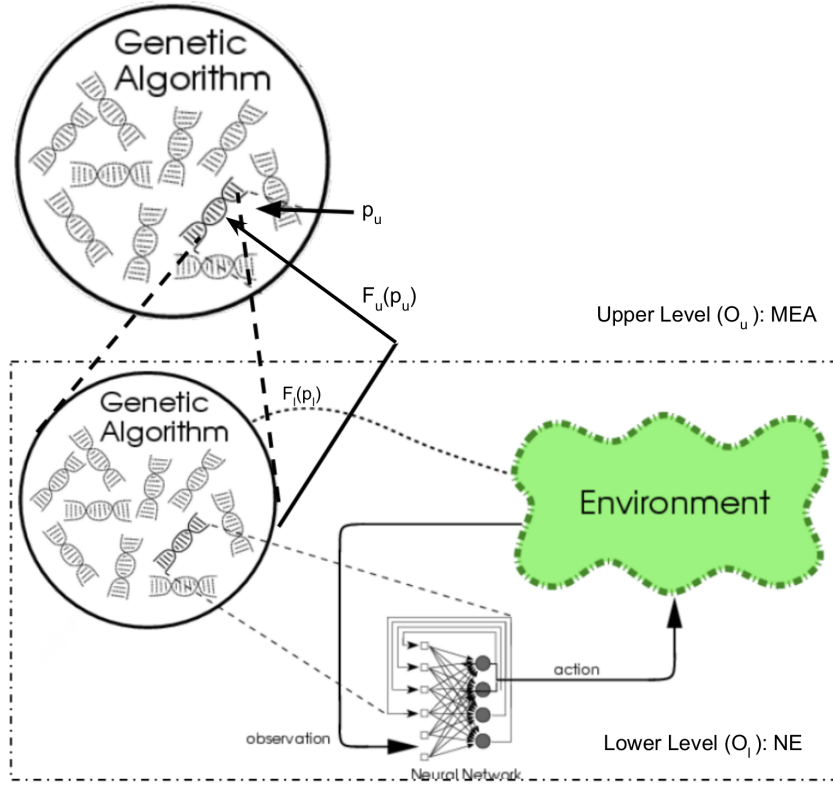 Genetic
Algorithm
p_u
F_u(p_u)
Upper Level (O_u): MEA
Genetic
Algorithm
F_l(p_l)
Environment
action
observation
Lower Level (O_l): NE
Neural Network